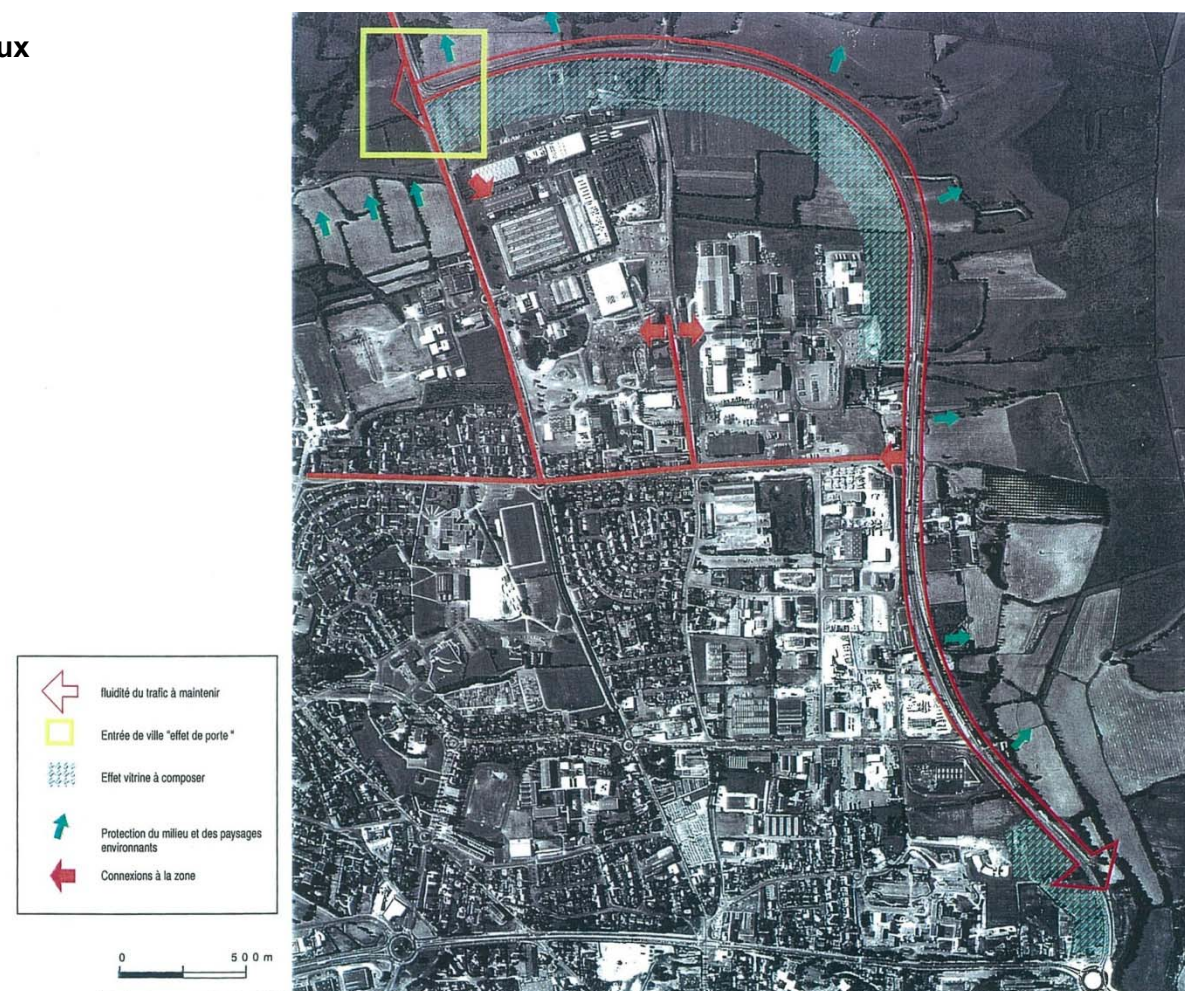 ux
fluidité du trafic à maintenir
Entrée de ville "effet de porte "
Effet vitrine à composer
Protection du milieu et des paysages
environnants
Connexions à la zone
0 500 m